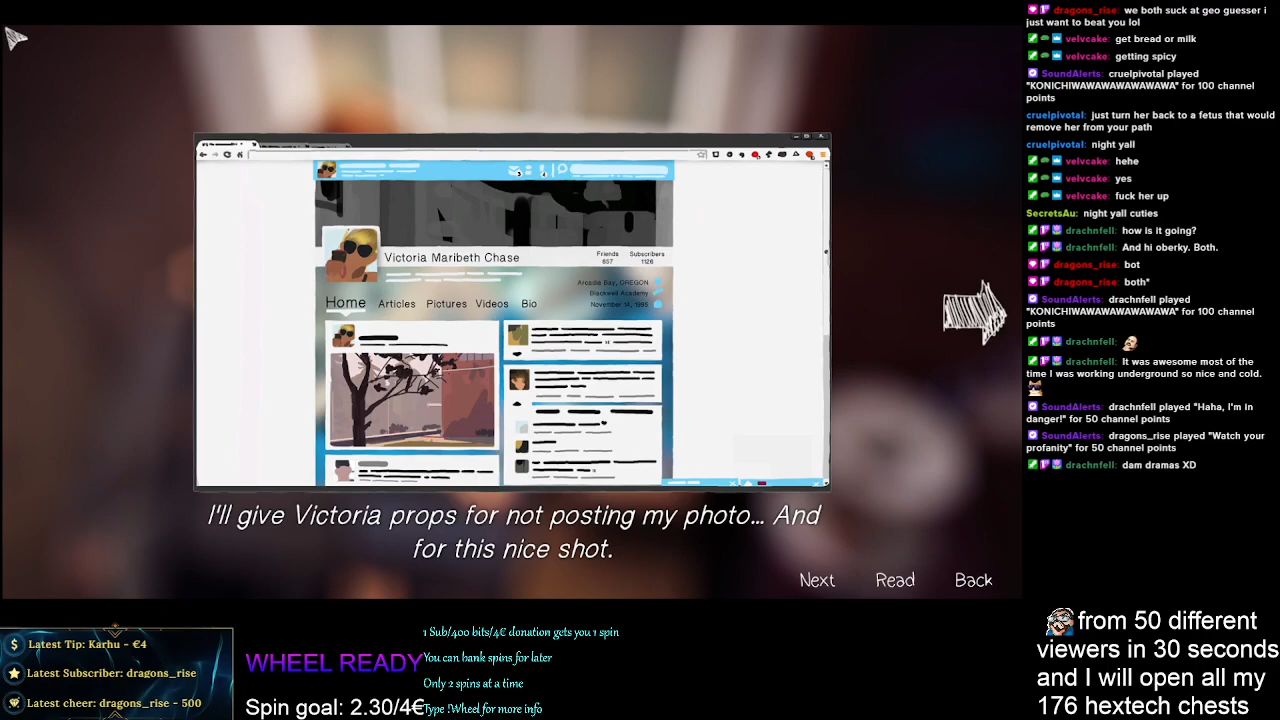 Victoria Maribeth Chase
Friends
857
Subscribers
1126
Arcadia Bay, OREGON
Blackwell Academy
November 14, 1995
Home Articles Pictures Videos Bio
I'll give Victoria props for not posting my photo... And
for this nice shot.
Next Read Back
dragons_rise: we both suck at geo guesser i
just want to beat you lol
velvcake: get bread or milk
velvcake: getting spicy
SoundAlerts: cruelpivotal played
"KONICHIWAWAWAWAWAWAWA" for 100 channel
points
cruelpivotal: just turn her back to a fetus that would
remove her from your path
cruelpivotal: night yall
velvcake: hehe
velvcake: yes
velvcake: fuck her up
SecretsAu: night yall cuties
drachnfell: how is it going?
drachnfell: And hi oberky. Both.
dragons_rise: bot
dragons_rise: both*
SoundAlerts: drachnfell played
"KONICHIWAWAWAWAWAWAWA" for 100 channel
points
drachnfell:
drachnfell: It was awesome most of the
time I was working underground so nice and cold.
SoundAlerts: drachnfell played "Haha, I'm in
danger!" for 50 channel points
SoundAlerts: dragons_rise played "Watch your
profanity" for 50 channel points
drachnfell: dam dramas XD
Latest Tip: Karhu - €4
Latest Subscriber: dragons_rise
Latest cheer: dragons_rise - 500
WHEEL READY
Spin goal: 2.30/4€
1 Sub/400 bits/4€ donation gets you 1 spin
You can bank spins for later
Only 2 spins at a time
Type !Wheel for more info
from 50 different
viewers in 30 seconds
and I will open all my
176 hextech chests